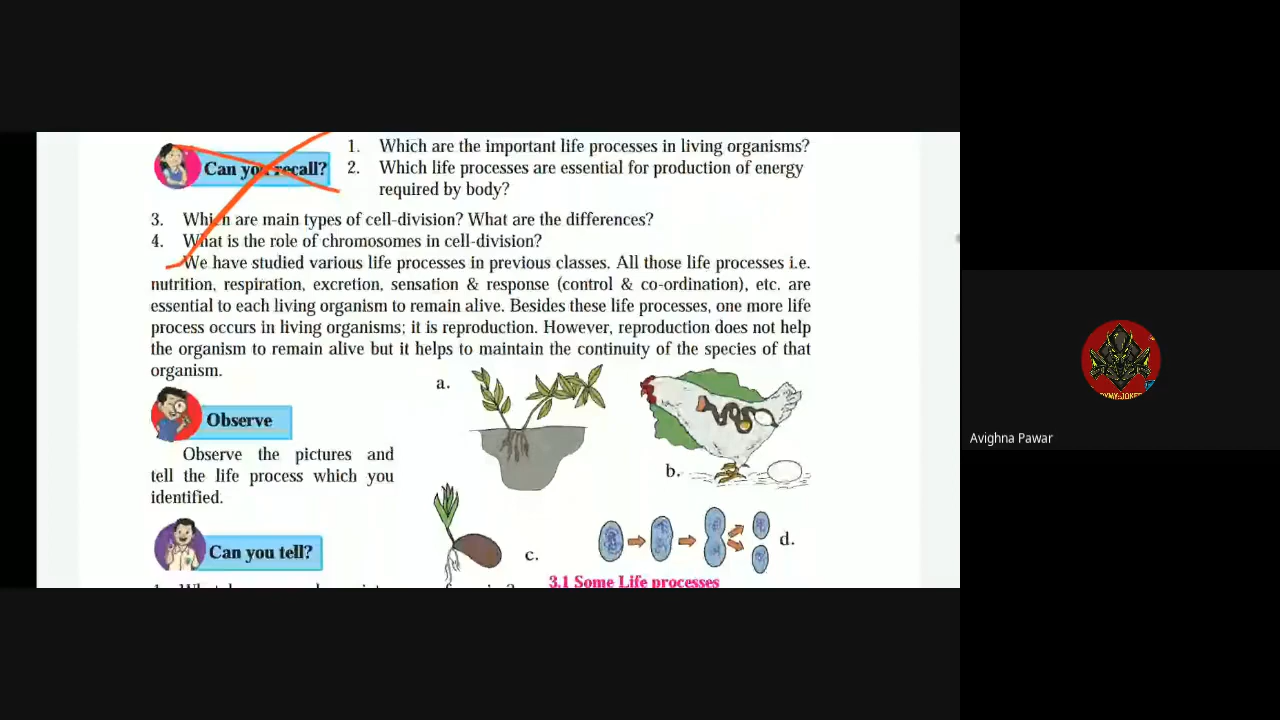 1. Which are the important life processes in living organisms?
Can you recall?
2. Which life processes are essential for production of energy
required by body?
3. Which are main types of cell-division? What are the differences?
4. What is the role of chromosomes in cell-division?
We have studied various life processes in previous classes. All those life processes i.e.
nutrition, respiration, excretion, sensation & response (control & co-ordination), etc. are
essential to each living organism to remain alive. Besides these life processes, one more life
process occurs in living organisms; it is reproduction. However, reproduction does not help
the organism to remain alive but it helps to maintain the continuity of the species of that
organism.
a.
Observe
Observe the pictures and
tell the life process which you
identified.
b.
Can you tell?
c.
d.
3.1 Some Life processes
Avighna Pawar